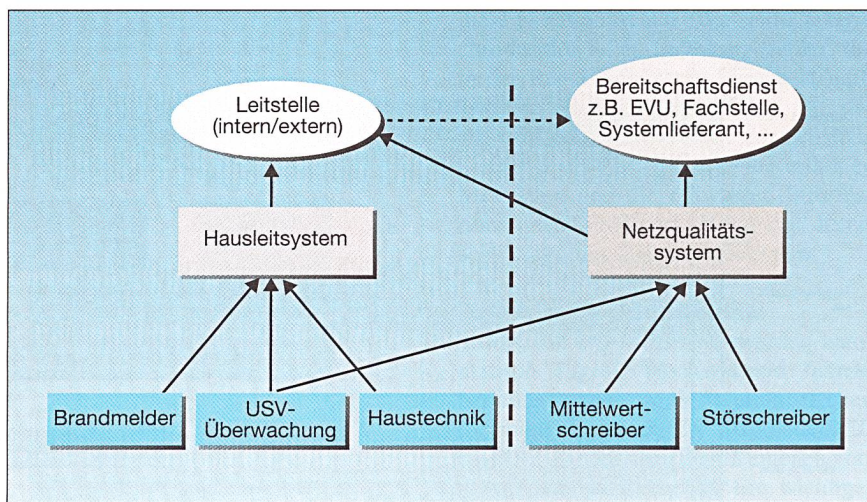 Leitstelle
(intern/extern)
Bereitschaftsdienst
z.B. EVU, Fachstelle,
Systemlieferant, ...
Hausleitsystem
Netzqualitäts-
system
Brandmelder
USV-
Überwachung
Haustechnik
Mittelwert-
schreiber
Störschreiber